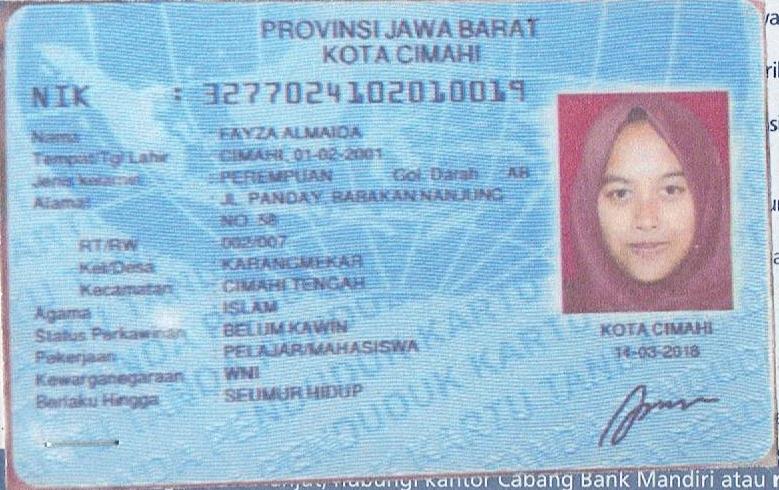 PROVINSI JAWA BARAT
KOTA CIMAHI
NIK : 3277024102010019
Nama : FAYZA ALMAIDA
Tempat/Tgl Lahir : CIMAHI, 01-02-2001
Jenis kelamin : PEREMPUAN Gol. Darah AB
Alamat : JL. PANDAY, BABAKAN NANJUNG
NO 58
RT/RW : 002/007
Kel/Desa : KARANGMEKAR
Kecamatan : CIMAHI TENGAH
Agama : ISLAM
Status Perkawinan : BELUM KAWIN
Pekerjaan : PELAJAR/MAHASISWA
Kewarganegaraan : WNI
Berlaku Hingga : SEUMUR HIDUP
KOTA CIMAHI
14-03-2018
hubungi kantor Cabang Bank Mandiri atau